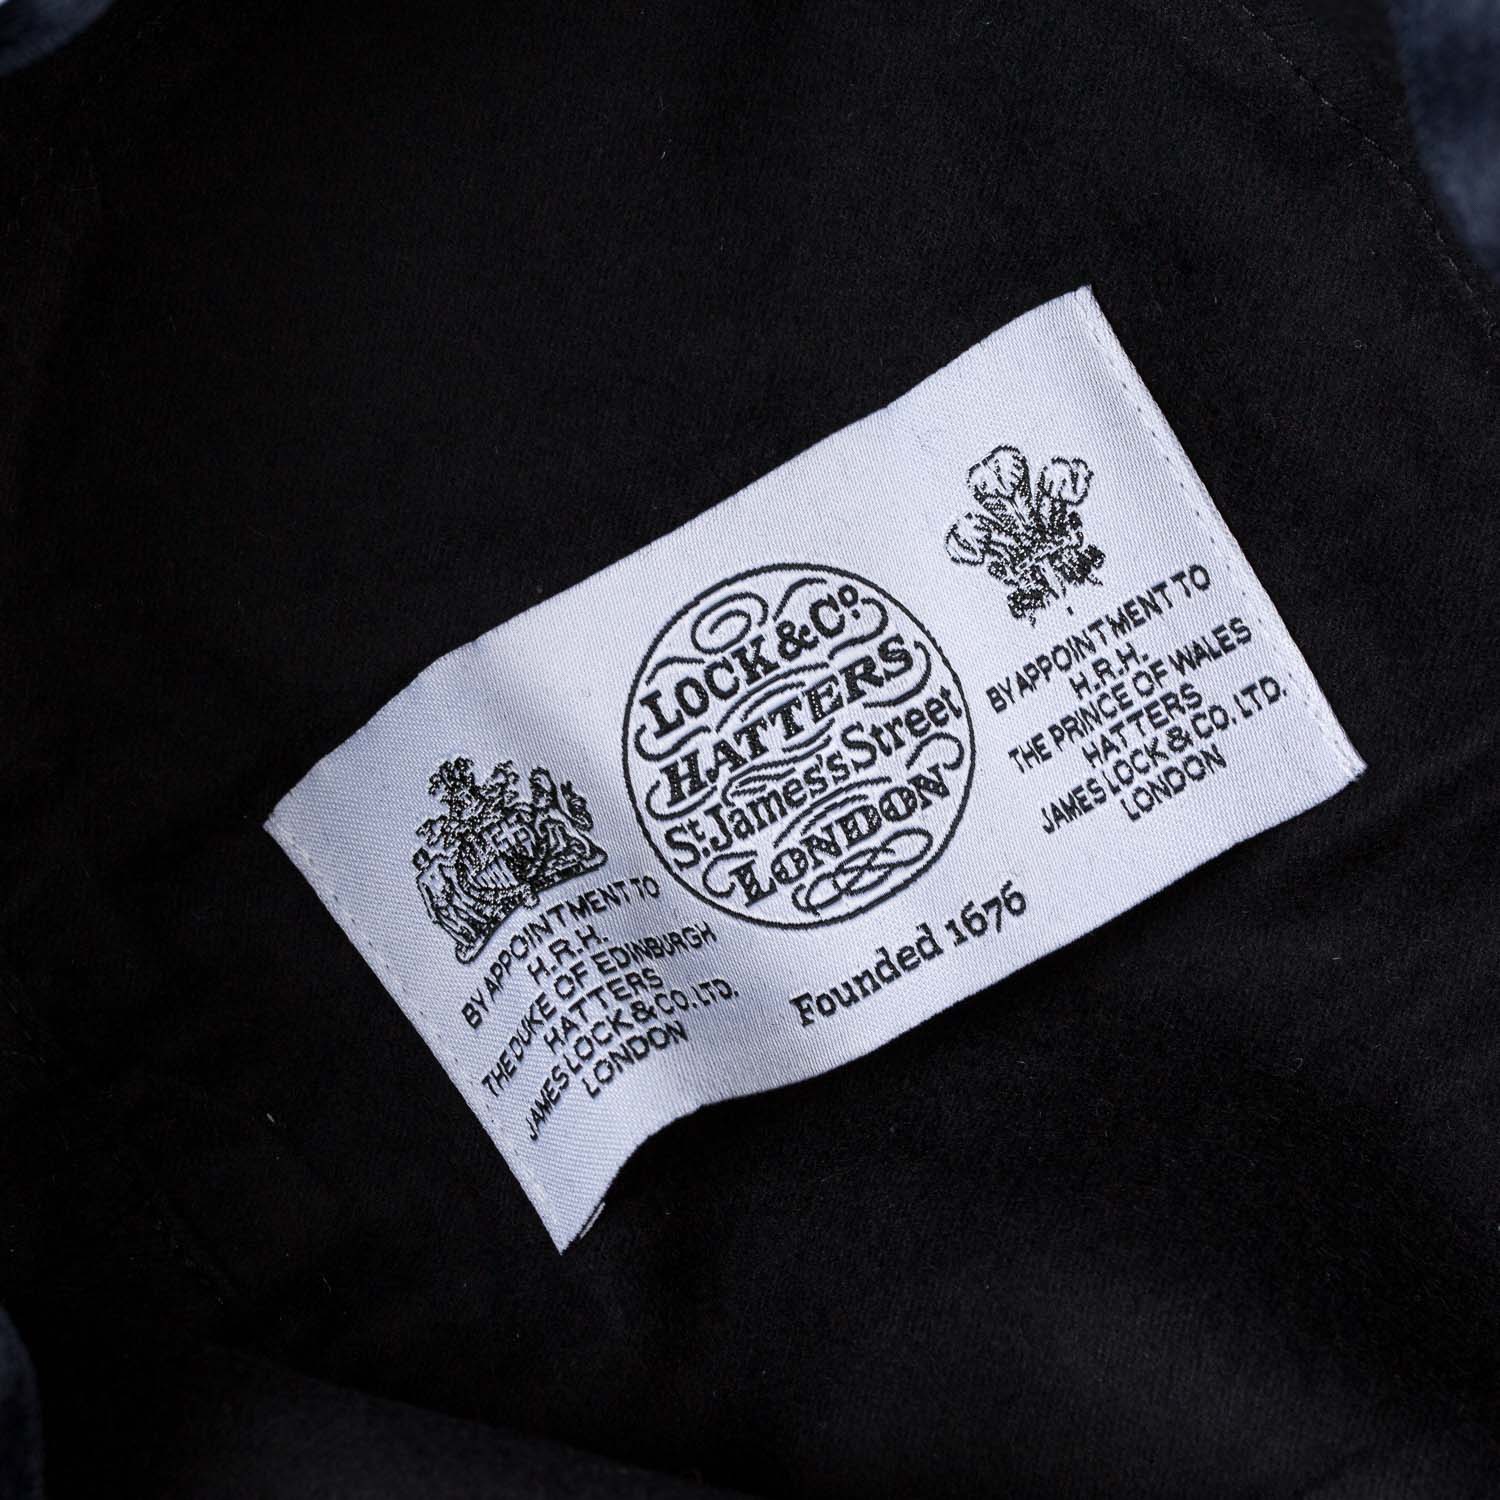 LOCK & Cº
HATTERS
St. James's Street
LONDON
Founded 1676
BY APPOINTMENT TO
H.R.H.
THE DUKE OF EDINBURGH
HATTERS
JAMES LOCK & CO. LTD.
LONDON
BY APPOINTMENT TO
H.R.H.
THE PRINCE OF WALES
HATTERS
JAMES LOCK & CO. LTD.
LONDON